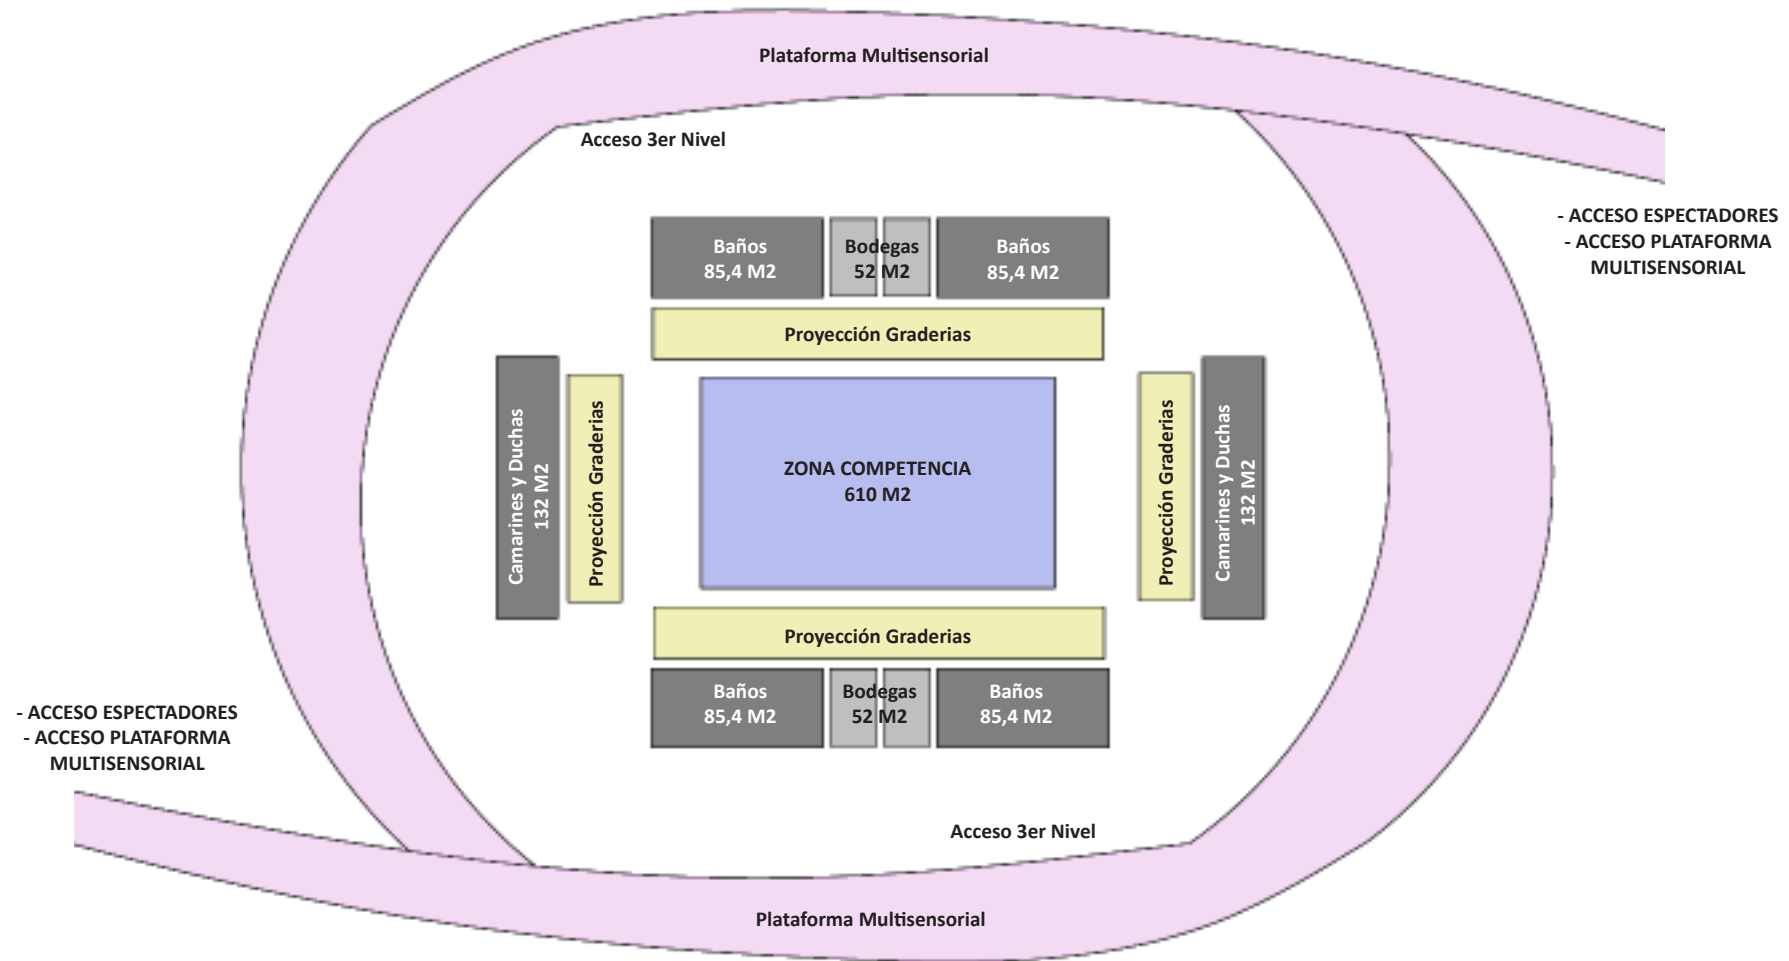 Plataforma Multisensorial
Acceso 3er Nivel
- ACCESO ESPECTADORES
- ACCESO PLATAFORMA
MULTISENSORIAL
Baños
85,4 M2
Bodegas
52 M2
Baños
85,4 M2
Proyección Graderias
Camarines y Duchas
132 M2
Proyección Graderias
ZONA COMPETENCIA
610 M2
Proyección Graderias
Camarines y Duchas
132 M2
Proyección Graderias
Baños
85,4 M2
Bodegas
52 M2
Baños
85,4 M2
- ACCESO ESPECTADORES
- ACCESO PLATAFORMA
MULTISENSORIAL
Acceso 3er Nivel
Plataforma Multisensorial